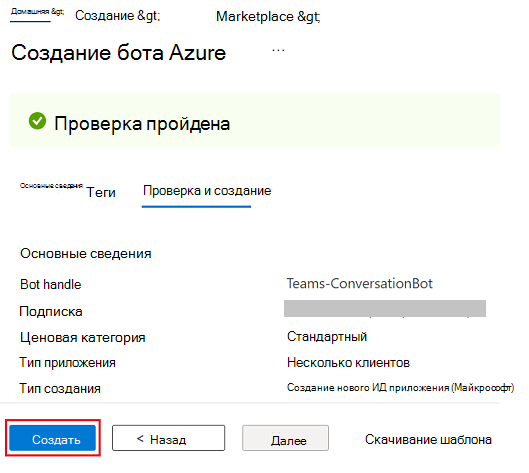 Домашняя &gt; Создание &gt; Marketplace &gt;
Создание бота Azure ...
Проверка пройдена
Основные сведения Теги Проверка и создание
Основные сведения
Bot handle Teams-ConversationBot
Подписка
Ценовая категория Стандартный
Тип приложения Несколько клиентов
Тип создания Создание нового ИД приложения (Майкрософт)
Создать < Назад Далее Скачивание шаблона